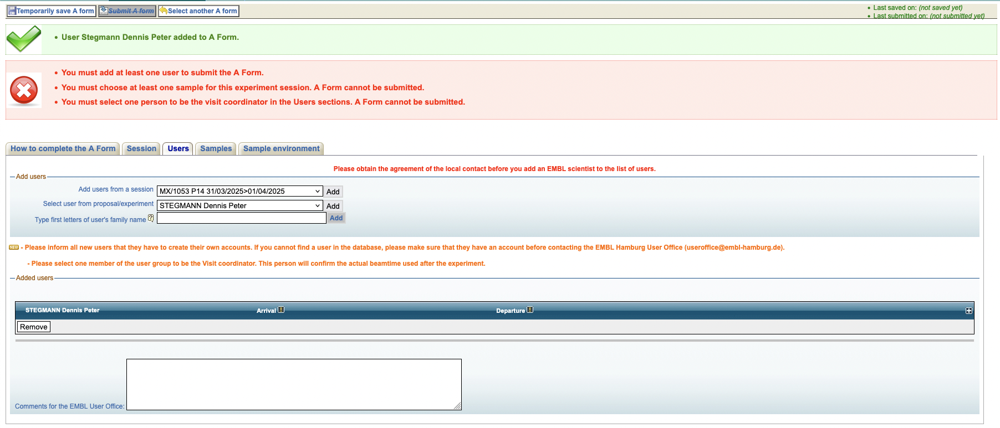 Temporarily save A form Submit A form Select another A form
Last saved on: (not saved yet)
Last submitted on: (not submitted yet)
User Stegmann Dennis Peter added to A Form.
You must add at least one user to submit the A Form.
You must choose at least one sample for this experiment session. A Form cannot be submitted.
You must select one person to be the visit coordinator in the Users sections. A Form cannot be submitted.
How to complete the A Form Session Users Samples Sample environment
Please obtain the agreement of the local contact before you add an EMBL scientist to the list of users.
Add users
Add users from a session MX/1053 P14 31/03/2025>01/04/2025 Add
Select user from proposal/experiment STEGMANN Dennis Peter Add
Type first letters of user's family name ? Add
NEW - Please inform all new users that they have to create their own accounts. If you cannot find a user in the database, please make sure that they have an account before contacting the EMBL Hamburg User Office (useroffice@embl-hamburg.de).
- Please select one member of the user group to be the Visit coordinator. This person will confirm the actual beamtime used after the experiment.
Added users
STEGMANN Dennis Peter Arrival ! Departure !
Remove
Comments for the EMBL User Office: